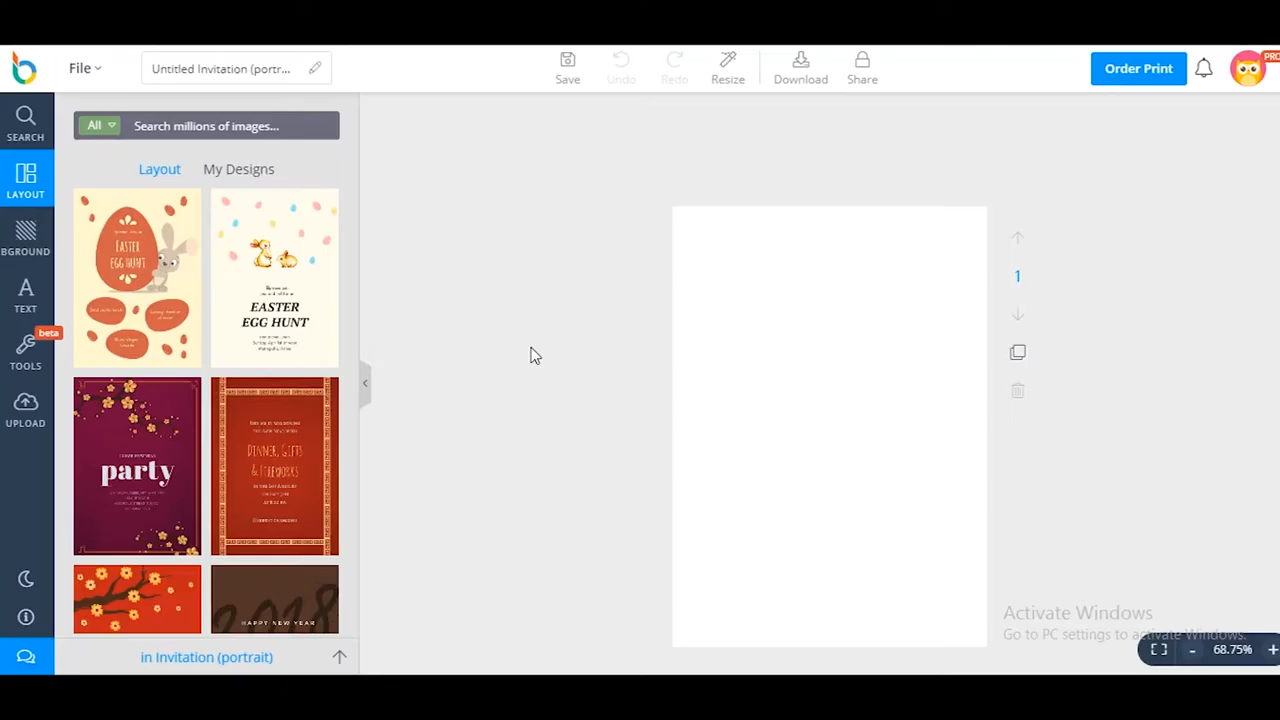 File
Untitled Invitation (portr...
Save
Undo
Redo
Resize
Download
Share
Order Print
PRO
SEARCH
LAYOUT
BGROUND
TEXT
beta
TOOLS
UPLOAD
All
Search millions of images...
Layout
My Designs
EASTER
EGG HUNT
EASTER
EGG HUNT
party
DINNER, GIFTS
& FIREWORKS
2018
HAPPY NEW YEAR
in Invitation (portrait)
1
Activate Windows
Go to PC settings to activate Windows.
- 68.75% +